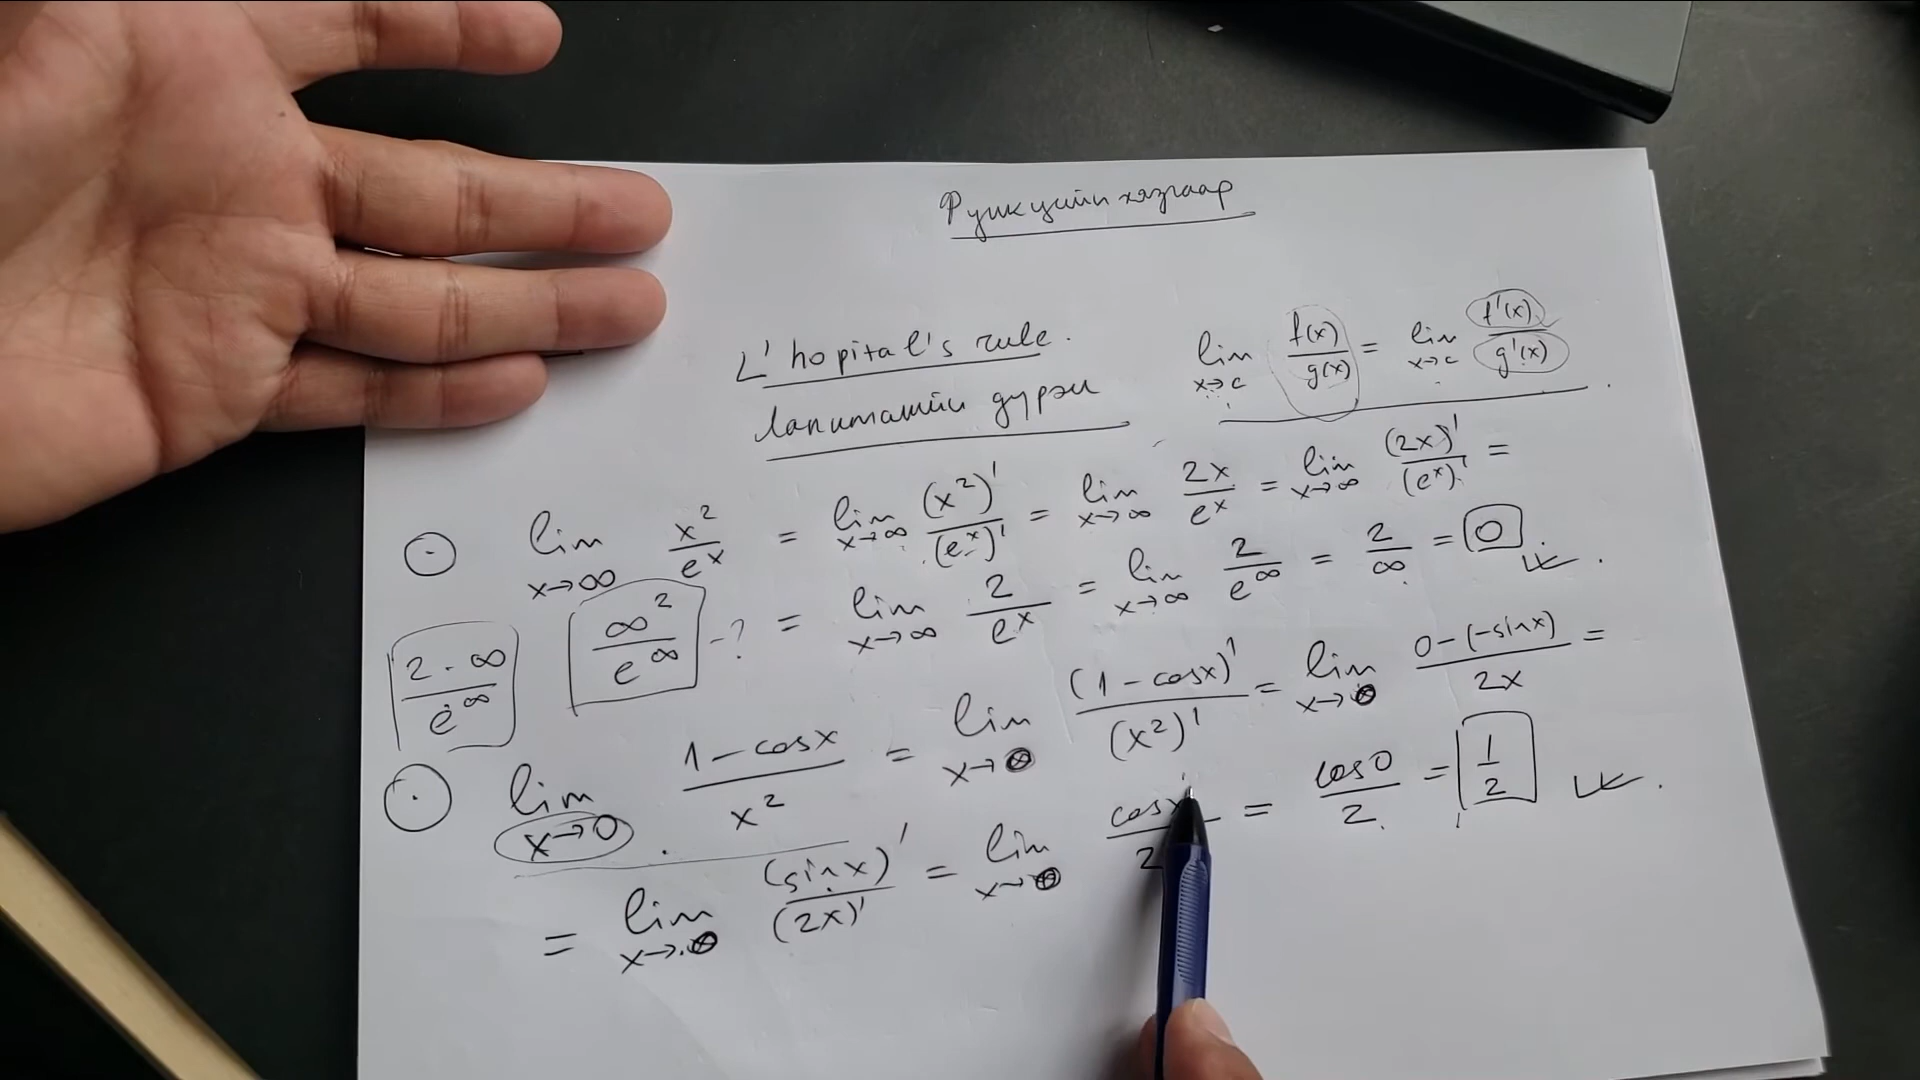 Функцийн хязгаар
L'hopital's rule.
Лапиталийн дүрэм
lim x→c f(x)/g(x) = lim x→c f'(x)/g'(x)
⊙ lim x→∞ x²/eˣ = lim x→∞ (x²)'/(eˣ)' = lim x→∞ 2x/eˣ = lim x→∞ (2x)'/(eˣ)' =
2·∞/e^∞ ∞²/e^∞ -? = lim x→∞ 2/eˣ = lim x→∞ 2/e^∞ = 2/∞ = 0
⊙ lim x→0 1-cosx/x² = lim x→0 (1-cosx)'/(x²)' = lim x→0 0-(-sinx)/2x =
= lim x→0 (sinx)'/(2x)' = lim x→0 cosx/2 = cos0/2 = 1/2